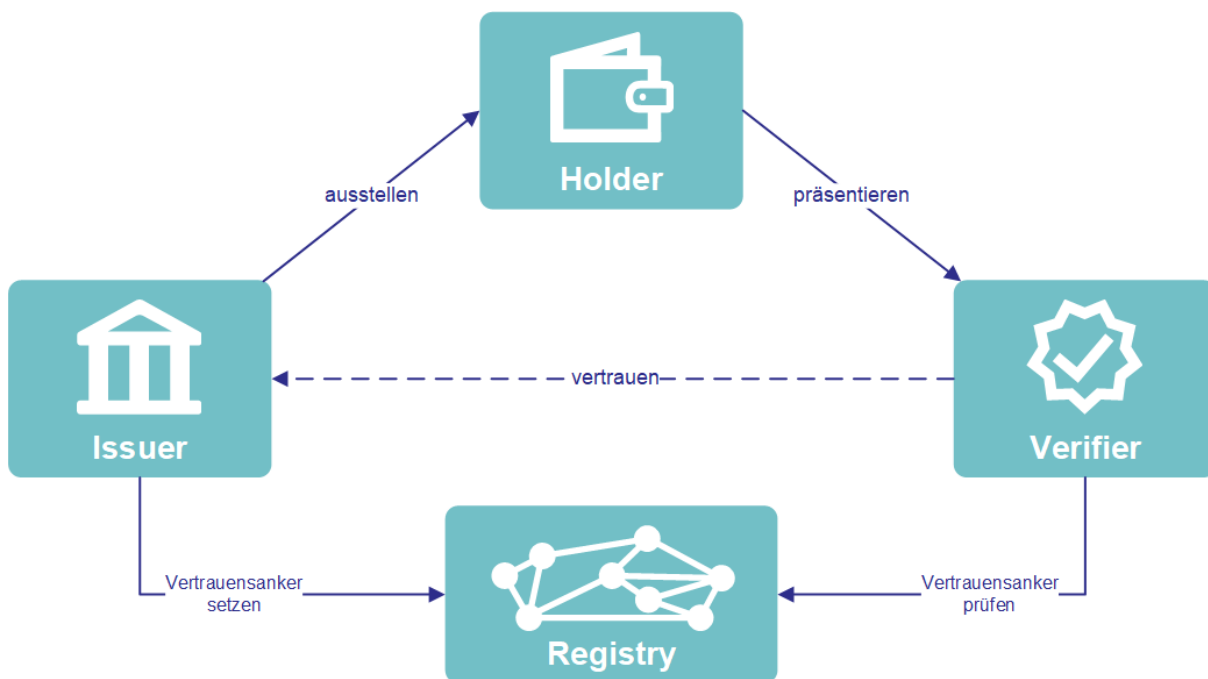 Holder
ausstellen
präsentieren
vertrauen
Issuer
Verifier
Vertrauensanker
setzen
Vertrauensanker
prüfen
Registry